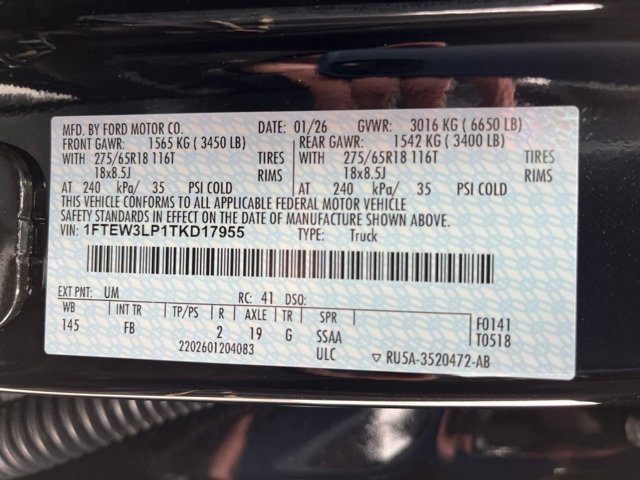 MFD. BY FORD MOTOR CO. DATE: 01/26 GVWR: 3016 KG ( 6650 LB)
FRONT GAWR: 1565 KG ( 3450 LB) REAR GAWR: 1542 KG ( 3400 LB)
WITH 275/65R18 116T TIRES WITH 275/65R18 116T TIRES
18x8.5J RIMS 18x8.5J RIMS
AT 240 kPa/ 35 PSI COLD AT 240 kPa/ 35 PSI COLD
THIS VEHICLE CONFORMS TO ALL APPLICABLE FEDERAL MOTOR VEHICLE
SAFETY STANDARDS IN EFFECT ON THE DATE OF MANUFACTURE SHOWN ABOVE.
VIN: 1FTEW3LP1TKD17955 TYPE: Truck
EXT PNT: UM RC: 41 DSO:
WB INT TR TP/PS R AXLE TR SPR F0141
145 FB 2 19 G SSAA T0518
2202601204083 ULC ▽ RU5A-3520472-AB